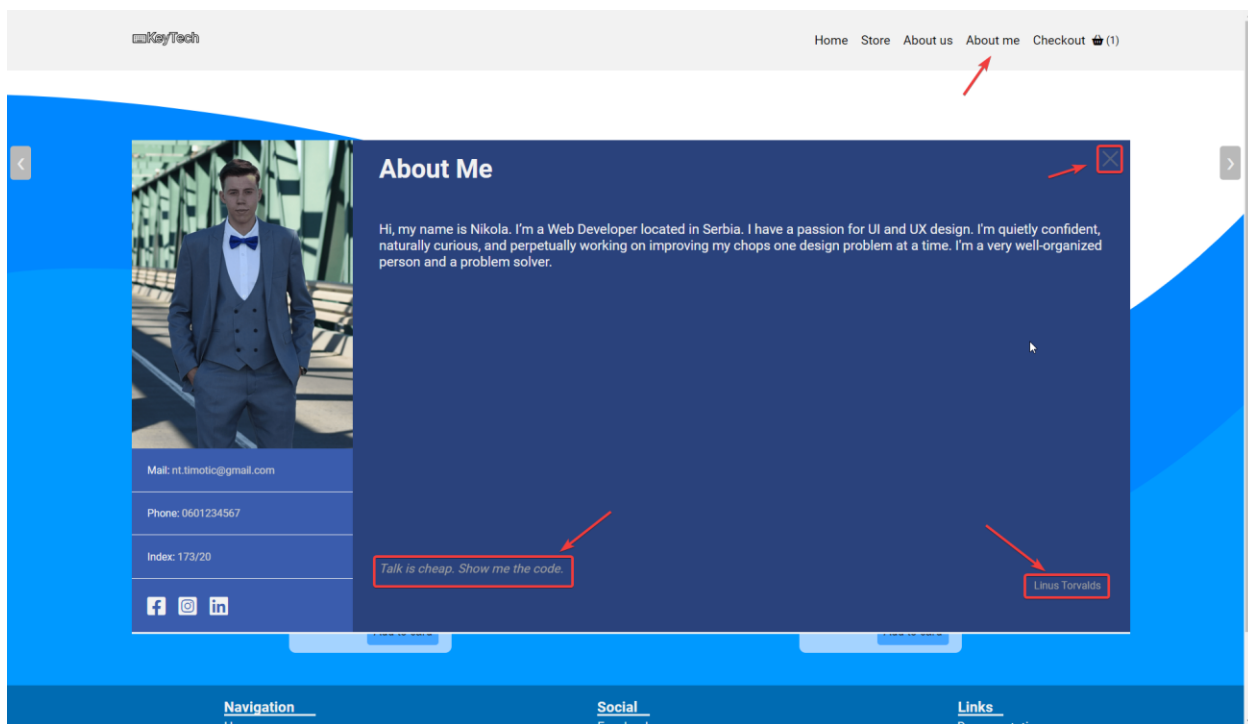 KeyTech
Home Store About us About me Checkout (1)
About Me
Hi, my name is Nikola. I'm a Web Developer located in Serbia. I have a passion for UI and UX design. I'm quietly confident,
naturally curious, and perpetually working on improving my chops one design problem at a time. I'm a very well-organized
person and a problem solver.
Mail: nt.timotic@gmail.com
Phone: 0601234567
Index: 173/20
Talk is cheap. Show me the code.
Linus Torvalds
Navigation Social Links